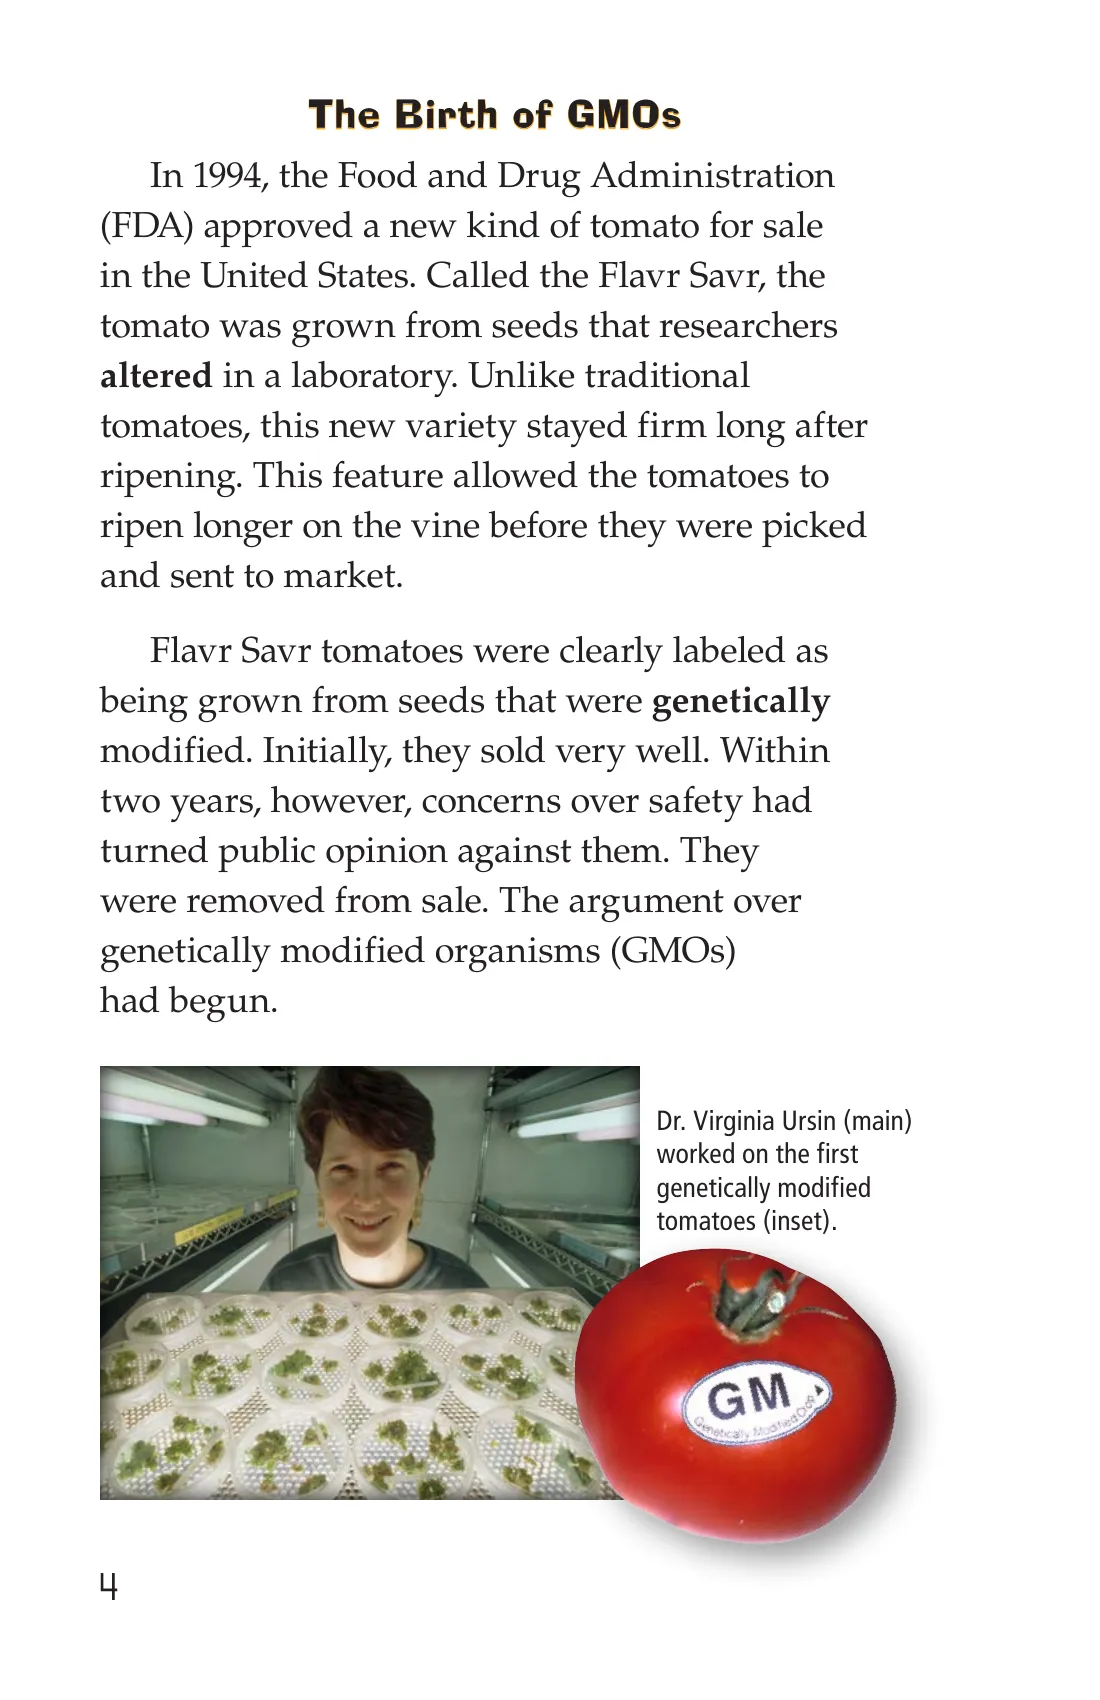 The Birth of GMOs
In 1994, the Food and Drug Administration
(FDA) approved a new kind of tomato for sale
in the United States. Called the Flavr Savr, the
tomato was grown from seeds that researchers
altered in a laboratory. Unlike traditional
tomatoes, this new variety stayed firm long after
ripening. This feature allowed the tomatoes to
ripen longer on the vine before they were picked
and sent to market.
Flavr Savr tomatoes were clearly labeled as
being grown from seeds that were genetically
modified. Initially, they sold very well. Within
two years, however, concerns over safety had
turned public opinion against them. They
were removed from sale. The argument over
genetically modified organisms (GMOs)
had begun.
Dr. Virginia Ursin (main)
worked on the first
genetically modified
tomatoes (inset).
GM
Genetically Modified Crop
4